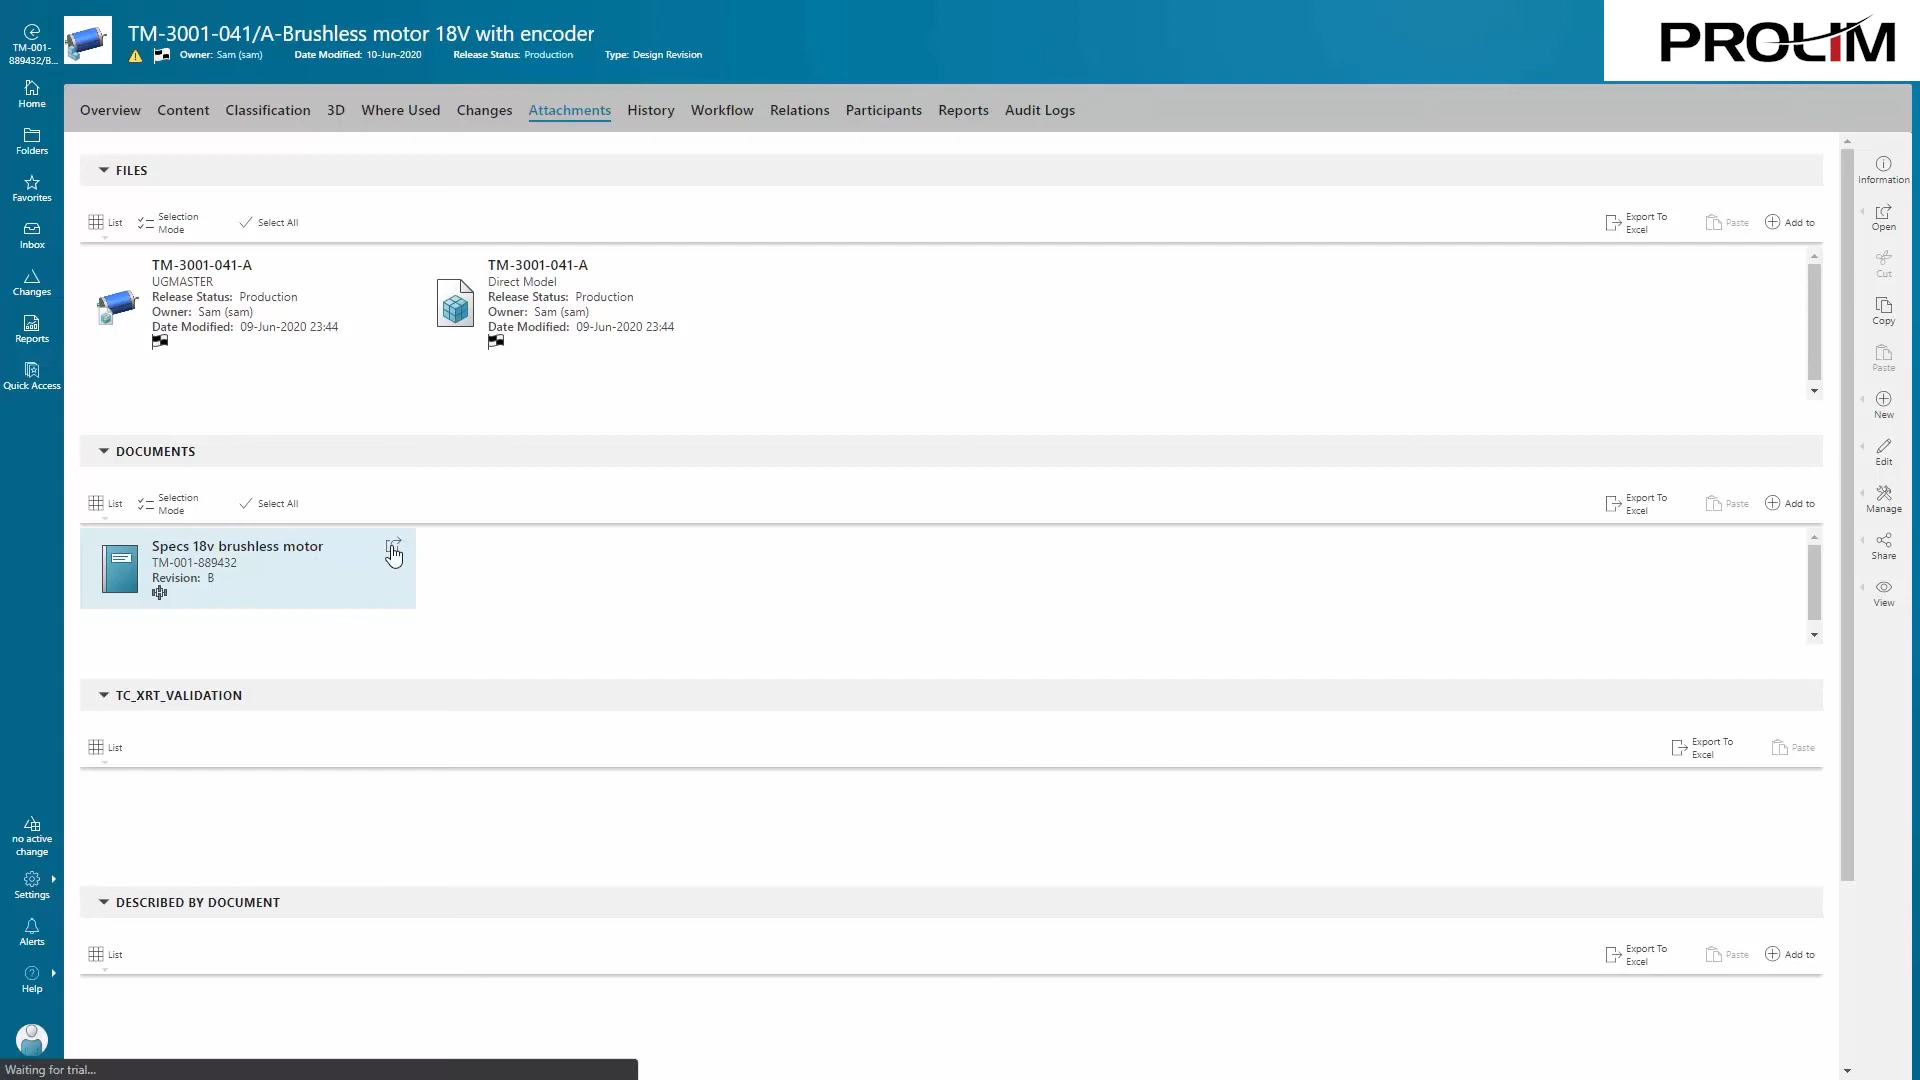 TM-3001-041/A-Brushless motor 18V with encoder
Owner: Sam (sam) Date Modified: 10-Jun-2020 Release Status: Production Type: Design Revision
PROLIM
TM-001-
889432/B...
Home
Folders
Favorites
Inbox
Changes
Reports
Quick Access
no active
change
Settings
Alerts
Help
Overview Content Classification 3D Where Used Changes Attachments History Workflow Relations Participants Reports Audit Logs
FILES
List Selection Mode Select All Export To Excel Paste Add to
TM-3001-041-A
UGMASTER
Release Status: Production
Owner: Sam (sam)
Date Modified: 09-Jun-2020 23:44
TM-3001-041-A
Direct Model
Release Status: Production
Owner: Sam (sam)
Date Modified: 09-Jun-2020 23:44
DOCUMENTS
List Selection Mode Select All Export To Excel Paste Add to
Specs 18v brushless motor
TM-001-889432
Revision: B
TC_XRT_VALIDATION
List Export To Excel Paste
DESCRIBED BY DOCUMENT
List Export To Excel Paste Add to
Information
Open
Cut
Copy
Paste
New
Edit
Manage
Share
View
Waiting for trial...